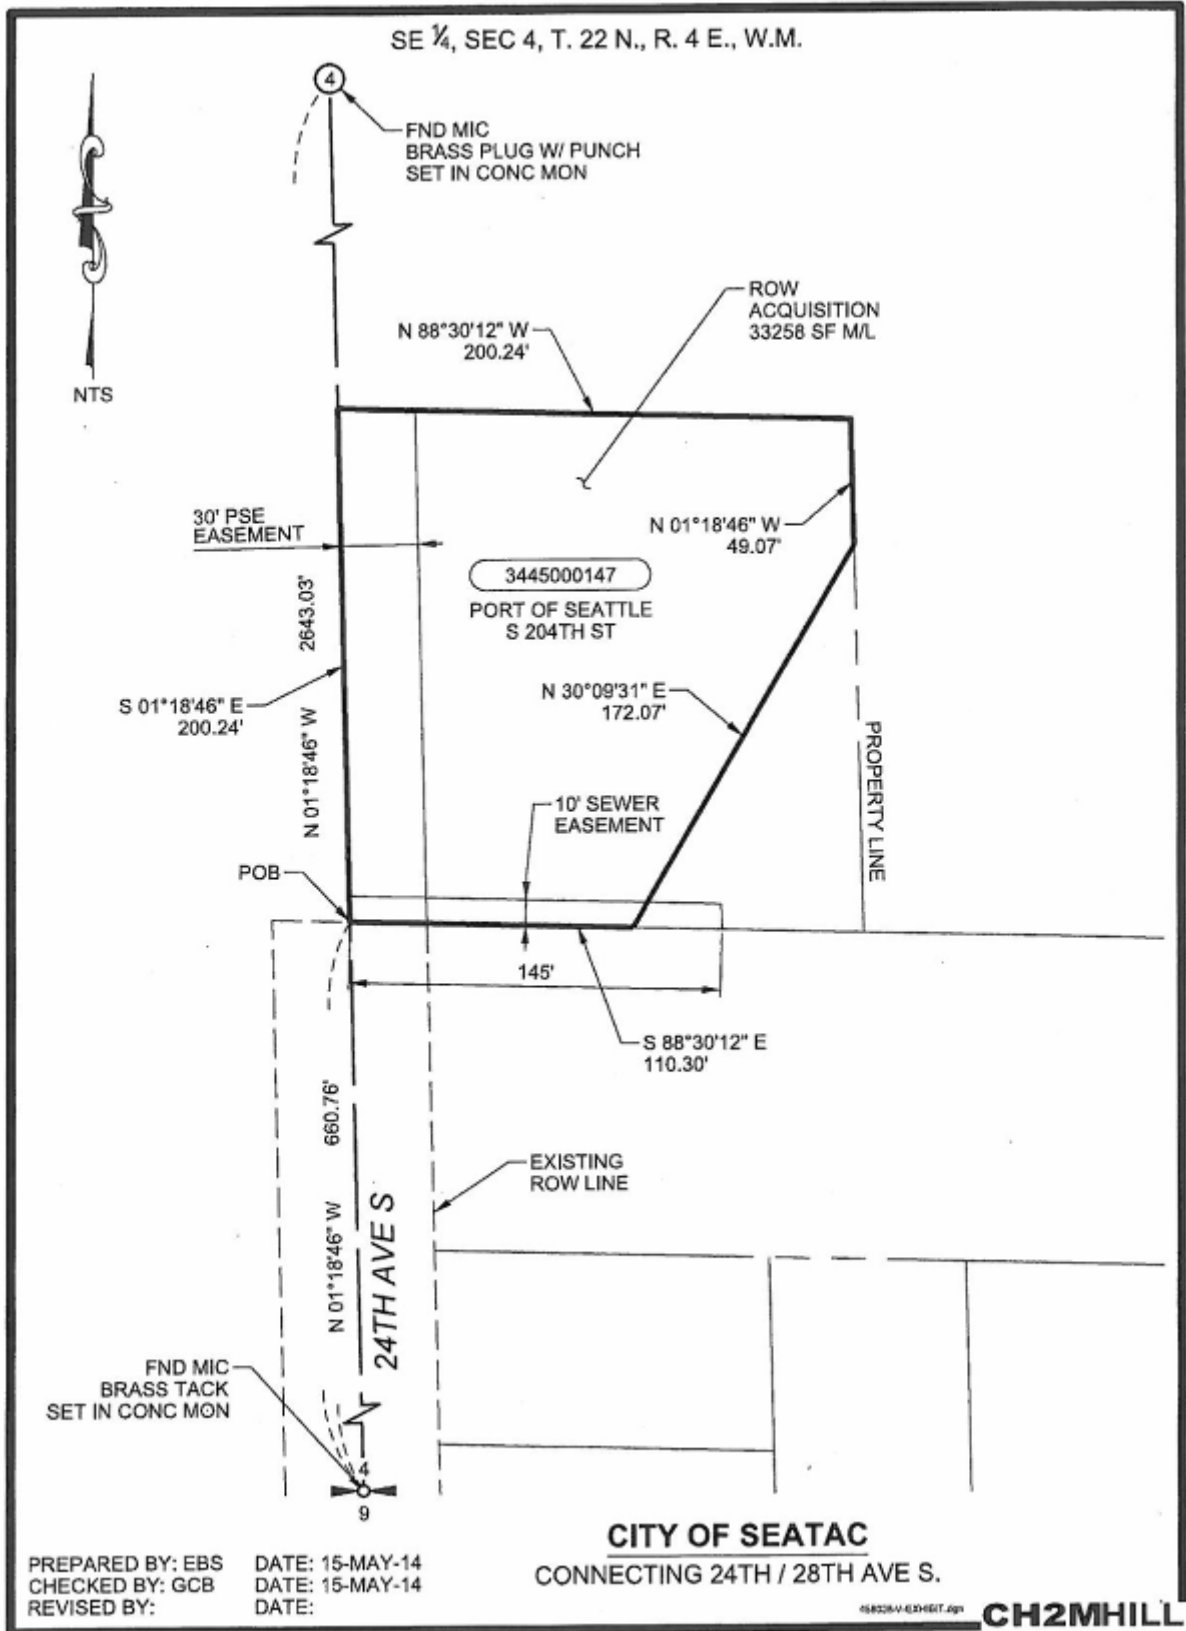 SE ¼, SEC 4, T. 22 N., R. 4 E., W.M.
4
FND MIC
BRASS PLUG W/ PUNCH
SET IN CONC MON
NTS
ROW
ACQUISITION
33258 SF M/L
N 88°30'12" W
200.24'
30' PSE
EASEMENT
N 01°18'46" W
49.07'
3445000147
PORT OF SEATTLE
S 204TH ST
2643.03'
N 01°18'46" W
S 01°18'46" E
200.24'
N 30°09'31" E
172.07'
PROPERTY LINE
10' SEWER
EASEMENT
POB
145'
S 88°30'12" E
110.30'
660.76'
N 01°18'46" W
24TH AVE S
EXISTING
ROW LINE
FND MIC
BRASS TACK
SET IN CONC MON
4
9
CITY OF SEATAC
CONNECTING 24TH / 28TH AVE S.
PREPARED BY: EBS DATE: 15-MAY-14
CHECKED BY: GCB DATE: 15-MAY-14
REVISED BY: DATE:
CH2MHILL